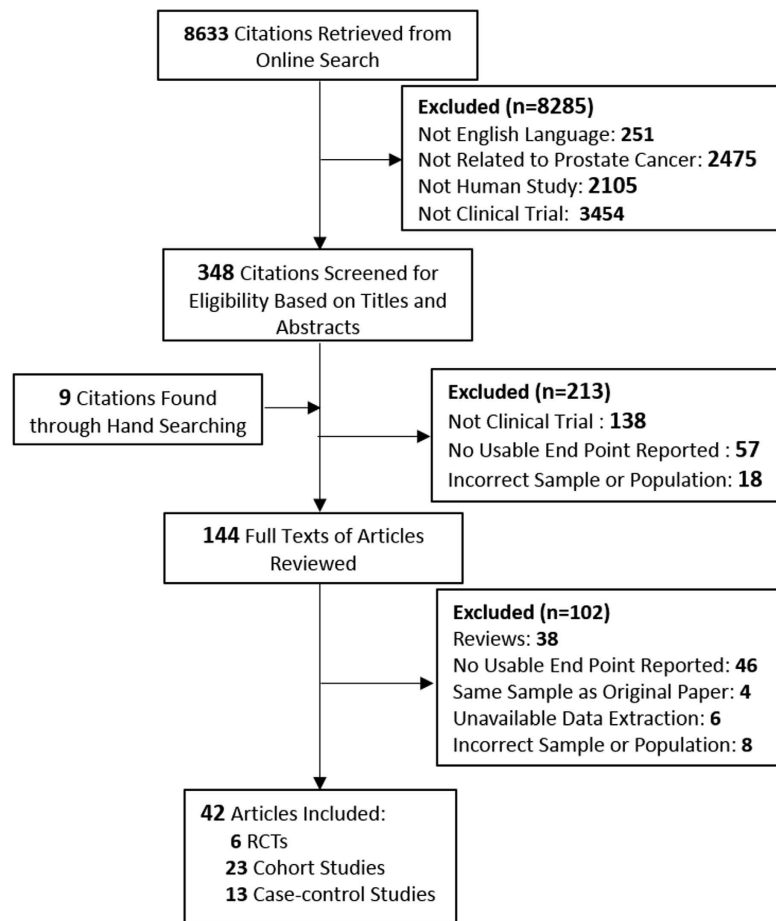 8633 Citations Retrieved from
Online Search
Excluded (n=8285)
Not English Language: 251
Not Related to Prostate Cancer: 2475
Not Human Study: 2105
Not Clinical Trial: 3454
348 Citations Screened for
Eligibility Based on Titles and
Abstracts
9 Citations Found
through Hand Searching
Excluded (n=213)
Not Clinical Trial : 138
No Usable End Point Reported : 57
Incorrect Sample or Population: 18
144 Full Texts of Articles
Reviewed
Excluded (n=102)
Reviews: 38
No Usable End Point Reported: 46
Same Sample as Original Paper: 4
Unavailable Data Extraction: 6
Incorrect Sample or Population: 8
42 Articles Included:
6 RCTs
23 Cohort Studies
13 Case-control Studies